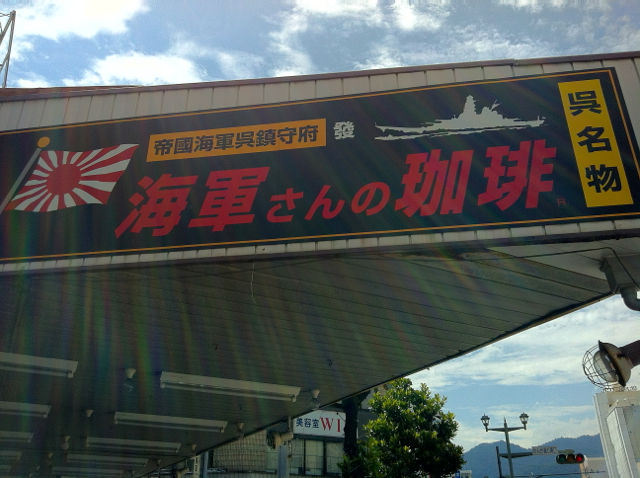 帝國海軍呉鎮守府 發
海軍さんの珈琲
呉名物
美容室 WI